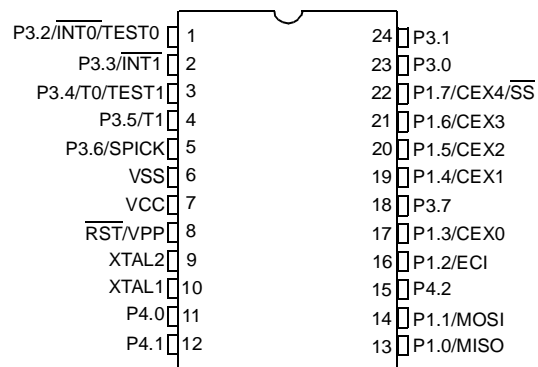 P3.2/INT0/TEST0 1 24 P3.1
P3.3/INT1 2 23 P3.0
P3.4/T0/TEST1 3 22 P1.7/CEX4/SS
P3.5/T1 4 21 P1.6/CEX3
P3.6/SPICK 5 20 P1.5/CEX2
VSS 6 19 P1.4/CEX1
VCC 7 18 P3.7
RST/VPP 8 17 P1.3/CEX0
XTAL2 9 16 P1.2/ECI
XTAL1 10 15 P4.2
P4.0 11 14 P1.1/MOSI
P4.1 12 13 P1.0/MISO